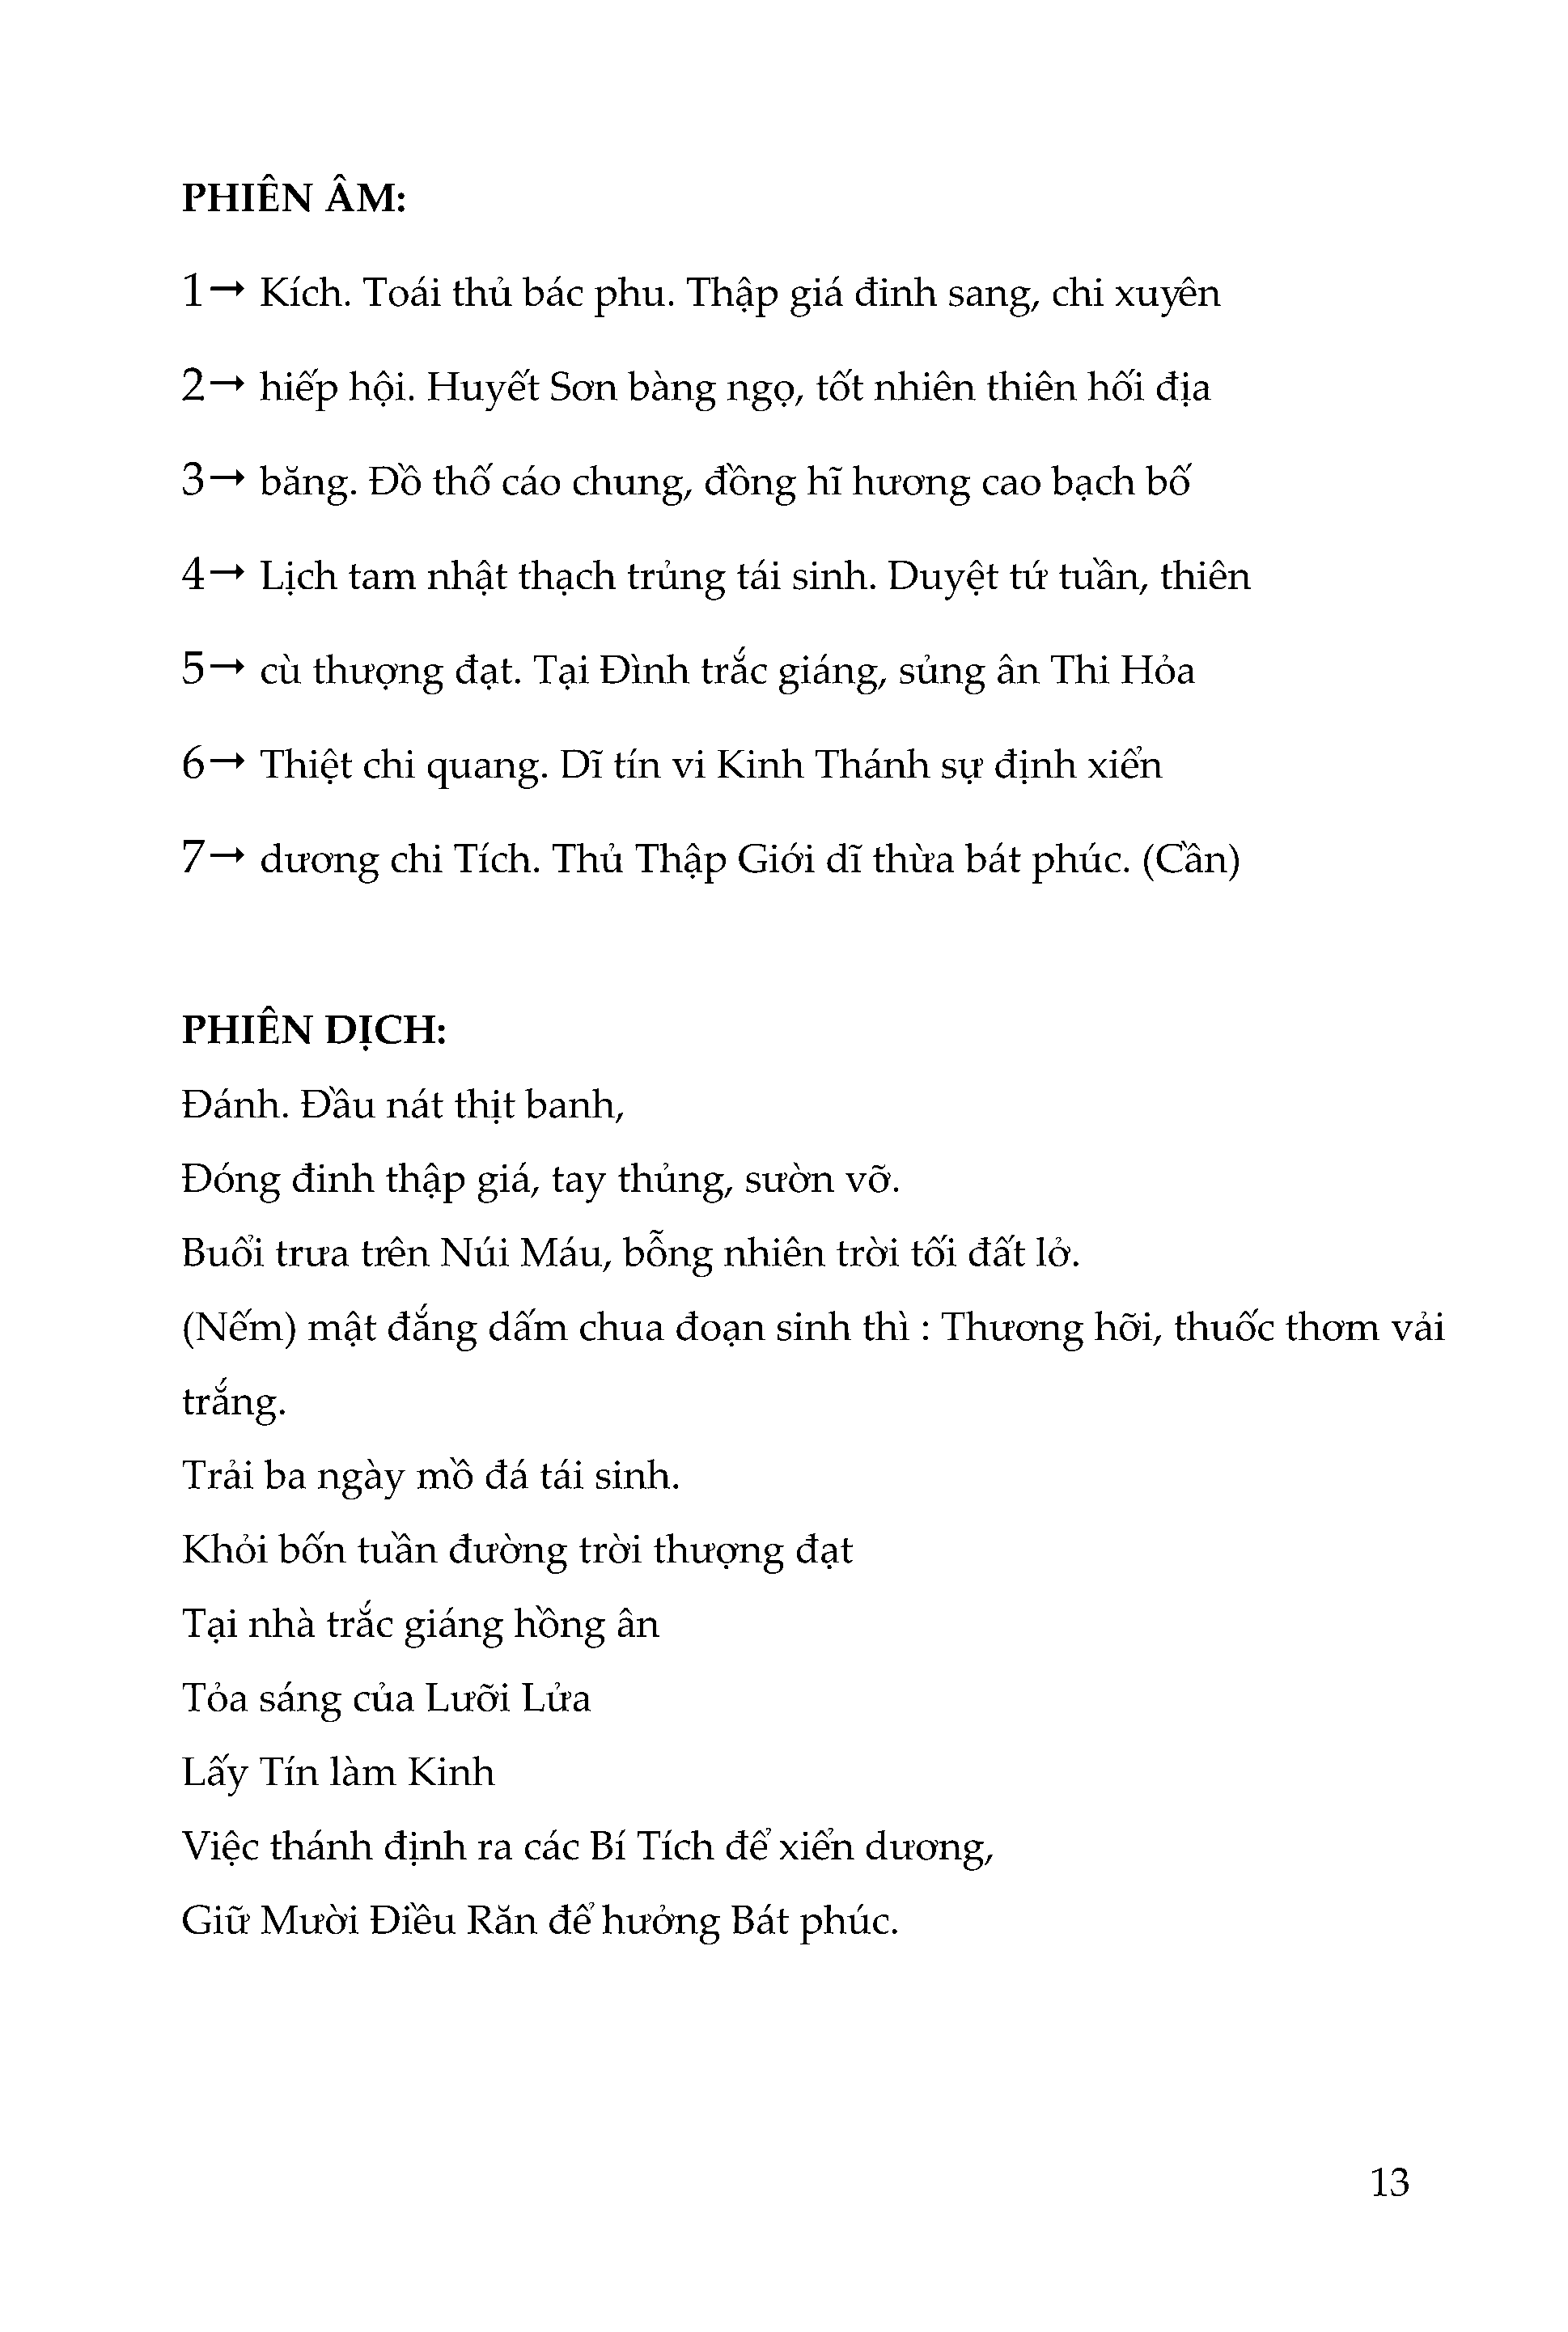 PHIÊN ÂM:
1→ Kích. Toái thủ bác phu. Thập giá đinh sang, chi xuyên
2→ hiếp hội. Huyết Sơn bàng ngọ, tốt nhiên thiên hối địa
3→ băng. Đồ thố cáo chung, đồng hĩ hương cao bạch bố
4→ Lịch tam nhật thạch trủng tái sinh. Duyệt tứ tuần, thiên
5→ cù thượng đạt. Tại Đình trắc giáng, sủng ân Thi Hỏa
6→ Thiệt chi quang. Dĩ tín vi Kinh Thánh sự định xiển
7→ dương chi Tích. Thủ Thập Giới dĩ thừa bát phúc. (Cần)
PHIÊN DỊCH:
Đánh. Đầu nát thịt banh,
Đóng đinh thập giá, tay thủng, sườn vỡ.
Buổi trưa trên Núi Máu, bỗng nhiên trời tối đất lở.
(Nếm) mật đắng dấm chua đoạn sinh thì : Thương hỡi, thuốc thơm vải
trắng.
Trải ba ngày mồ đá tái sinh.
Khỏi bốn tuần đường trời thượng đạt
Tại nhà trắc giáng hồng ân
Tỏa sáng của Lưỡi Lửa
Lấy Tín làm Kinh
Việc thánh định ra các Bí Tích để xiển dương,
Giữ Mười Điều Răn để hưởng Bát phúc.
13